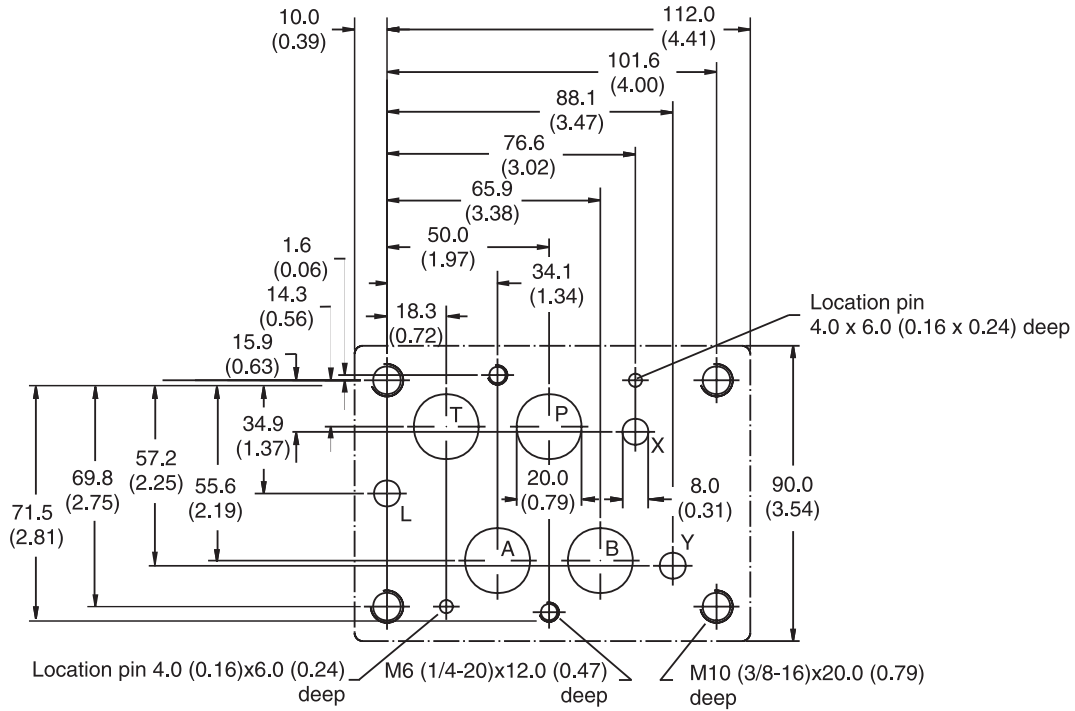 10.0
(0.39)
112.0
(4.41)
101.6
(4.00)
88.1
(3.47)
76.6
(3.02)
65.9
(3.38)
50.0
(1.97)
1.6
(0.06)
34.1
(1.34)
14.3
(0.56)
18.3
(0.72)
Location pin
4.0 x 6.0 (0.16 x 0.24) deep
15.9
(0.63)
T
P
X
34.9
(1.37)
57.2
(2.25)
69.8
(2.75)
55.6
(2.19)
71.5
(2.81)
20.0
(0.79)
8.0
(0.31)
90.0
(3.54)
L
A
B
Y
Location pin 4.0 (0.16)x6.0 (0.24)
deep
M6 (1/4-20)x12.0 (0.47)
deep
M10 (3/8-16)x20.0 (0.79)
deep